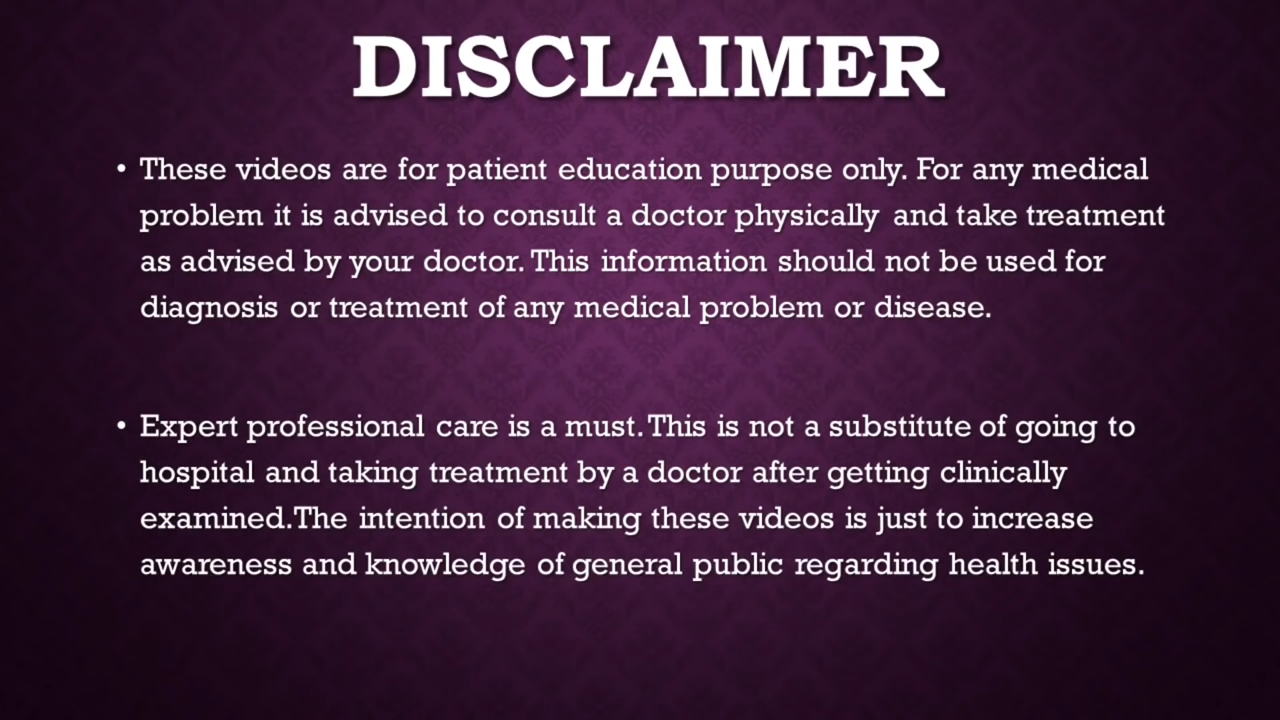 DISCLAIMER
• These videos are for patient education purpose only. For any medical
problem it is advised to consult a doctor physically and take treatment
as advised by your doctor. This information should not be used for
diagnosis or treatment of any medical problem or disease.
• Expert professional care is a must. This is not a substitute of going to
hospital and taking treatment by a doctor after getting clinically
examined.The intention of making these videos is just to increase
awareness and knowledge of general public regarding health issues.